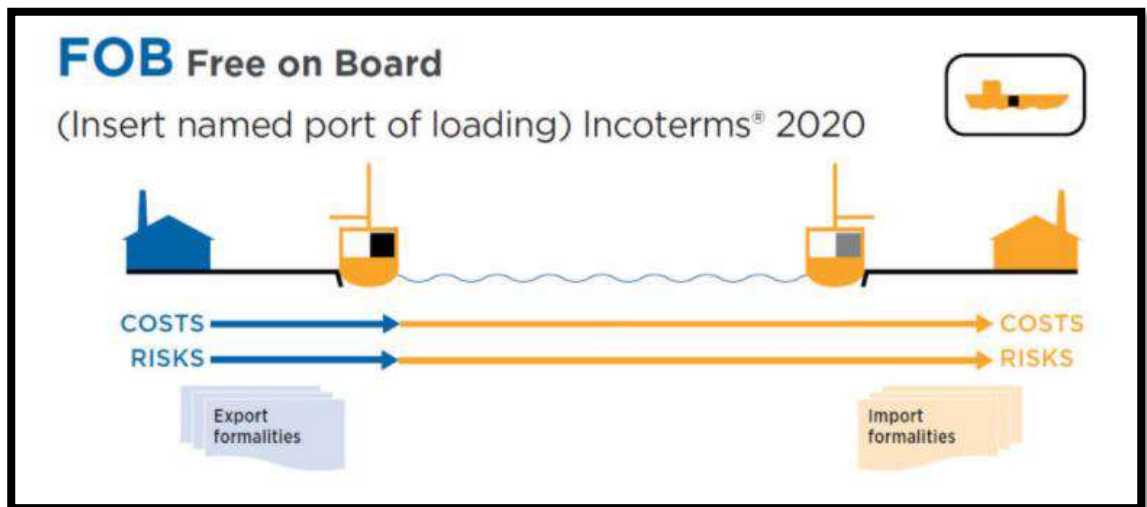 FOB Free on Board
(Insert named port of loading) Incoterms® 2020
COSTS COSTS
RISKS RISKS
Export
formalities
Import
formalities